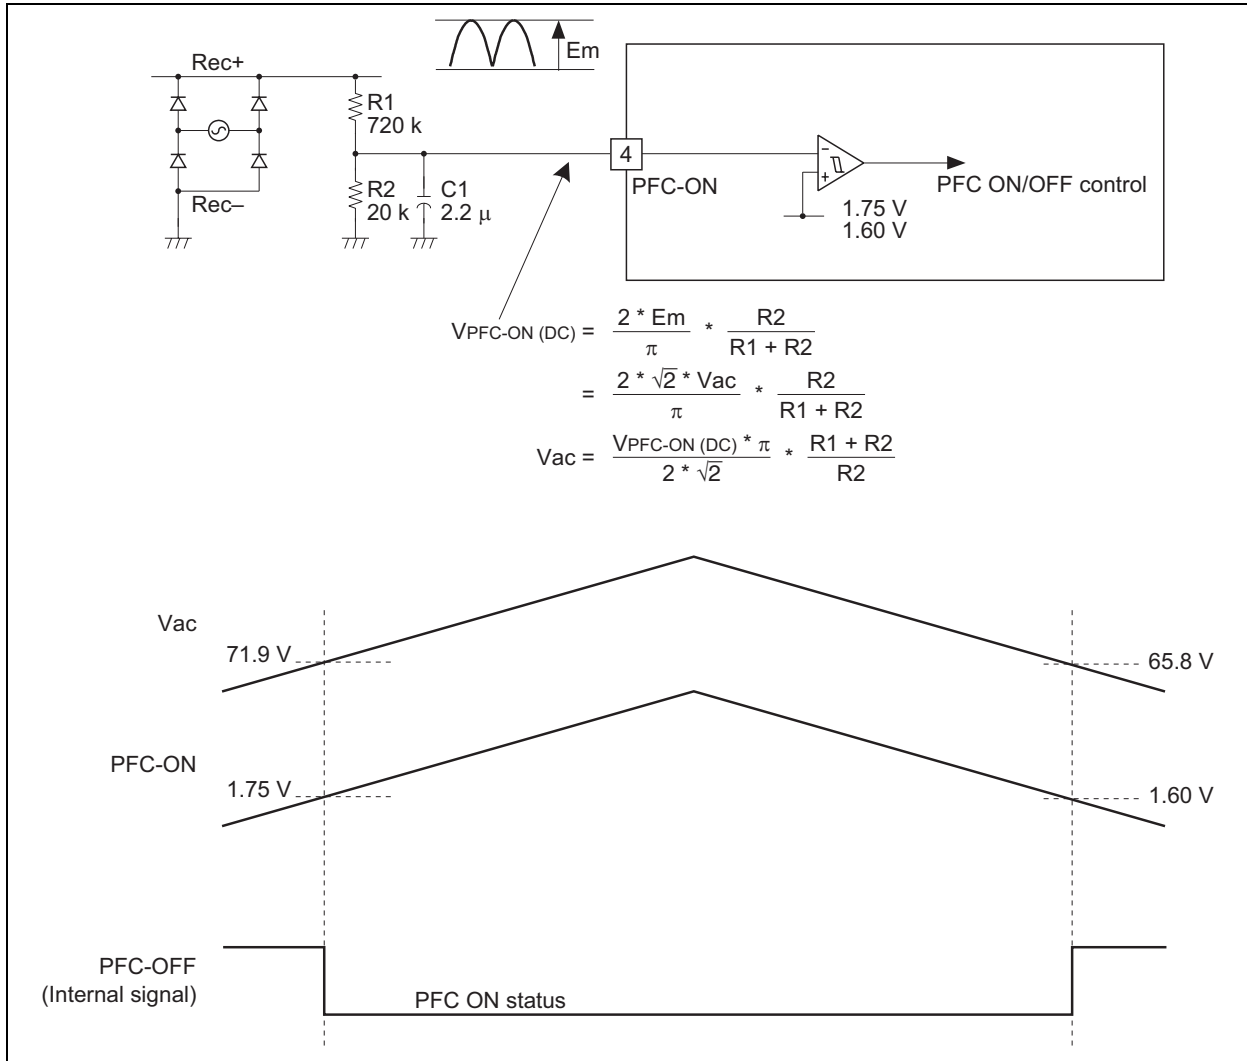 Em
Rec+
R1
720 k
4
PFC-ON
PFC ON/OFF control
− +
1.75 V
1.60 V
R2
20 k
C1
2.2 μ
Rec–
VPFC-ON (DC) = 2 * Em / π * R2 / R1 + R2
= 2 * √2 * Vac / π * R2 / R1 + R2
Vac = VPFC-ON (DC) * π / 2 * √2 * R1 + R2 / R2
Vac
71.9 V
65.8 V
PFC-ON
1.75 V
1.60 V
PFC-OFF
(Internal signal)
PFC ON status